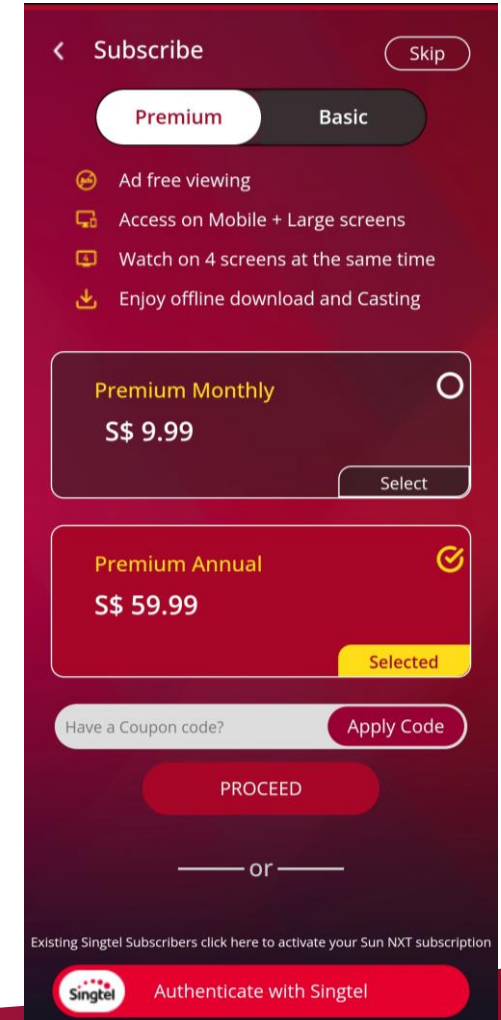 Subscribe
Skip
Premium
Basic
Ad free viewing
Access on Mobile + Large screens
Watch on 4 screens at the same time
Enjoy offline download and Casting
Premium Monthly
S$ 9.99
Select
Premium Annual
S$ 59.99
Selected
Have a Coupon code?
Apply Code
PROCEED
or
Existing Singtel Subscribers click here to activate your Sun NXT subscription
Singtel
Authenticate with Singtel